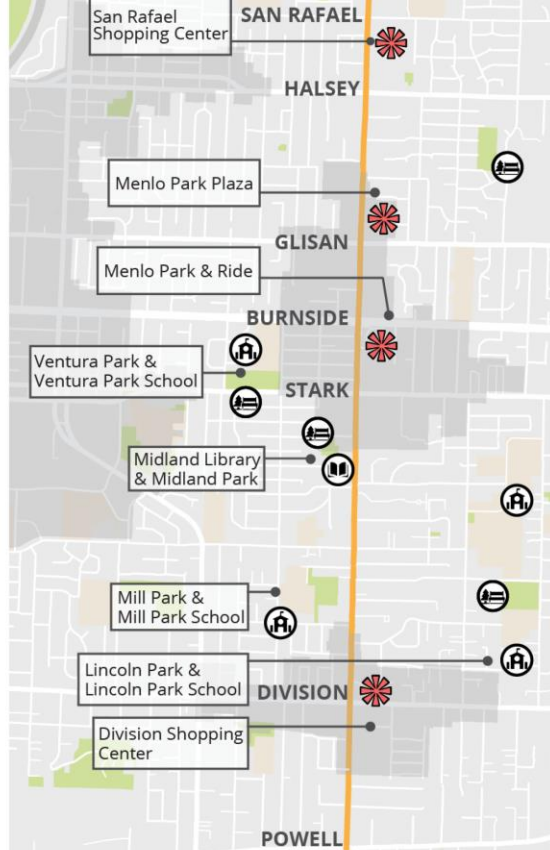 SAN RAFAEL
San Rafael
Shopping Center
HALSEY
Menlo Park Plaza
GLISAN
Menlo Park & Ride
BURNSIDE
Ventura Park &
Ventura Park School
STARK
Midland Library
& Midland Park
Mill Park &
Mill Park School
Lincoln Park &
Lincoln Park School
DIVISION
Division Shopping
Center
POWELL